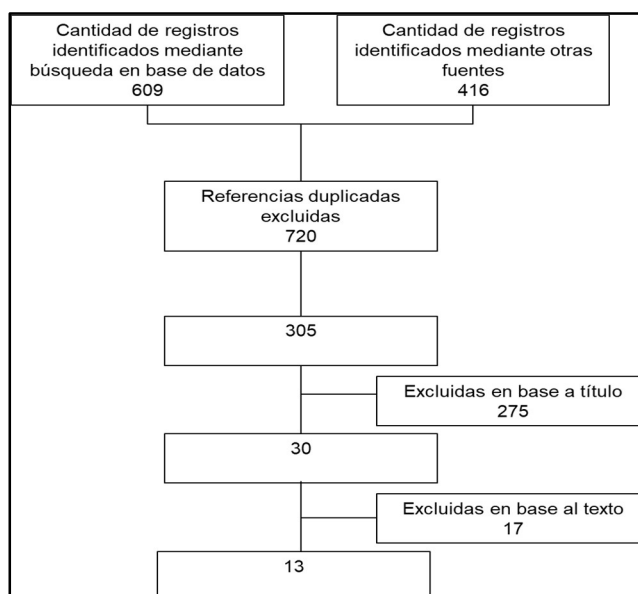 Cantidad de registros
identificados mediante
búsqueda en base de datos
609
Cantidad de registros
identificados mediante otras
fuentes
416
Referencias duplicadas
excluidas
720
305
Excluidas en base a título
275
30
Excluidas en base al texto
17
13